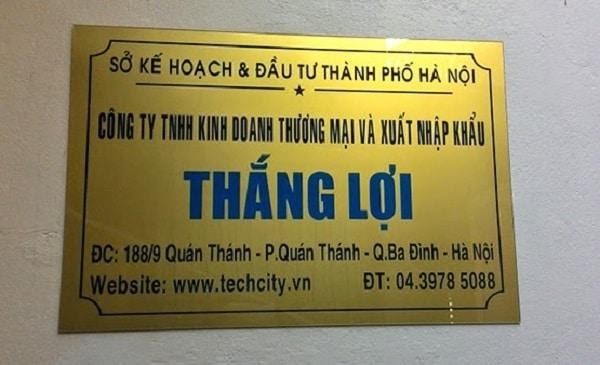 SỞ KẾ HOẠCH & ĐẦU TƯ THÀNH PHỐ HÀ NỘI
CÔNG TY TNHH KINH DOANH THƯƠNG MẠI VÀ XUẤT NHẬP KHẨU
THẮNG LỢI
ĐC: 188/9 Quán Thánh - P.Quán Thánh - Q.Ba Đình - Hà Nội
Website: www.techcity.vn ĐT: 04.3978 5088